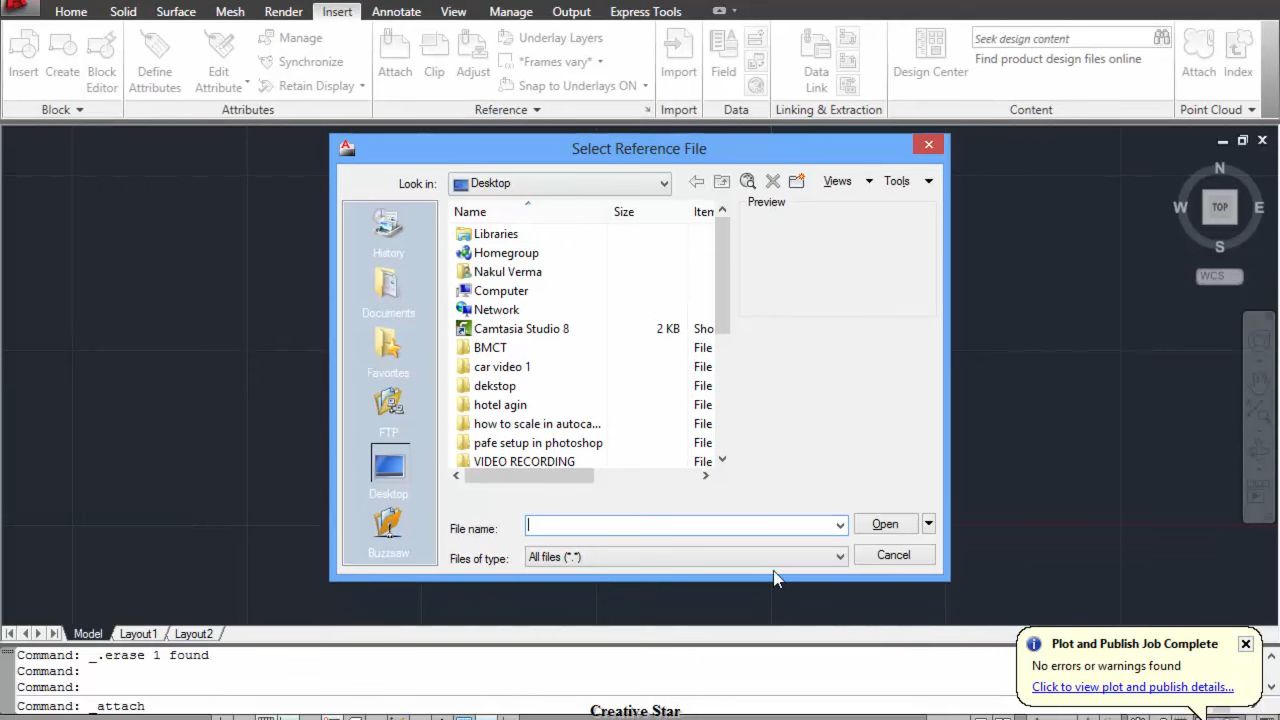 Home Solid Surface Mesh Render Insert Annotate View Manage Output Express Tools
Insert Create Block Editor
Define Attributes Edit Attribute
Manage
Synchronize
Retain Display
Attach Clip Adjust
Underlay Layers
*Frames vary*
Snap to Underlays ON
Import
Field
Data Link
Design Center
Seek design content
Find product design files online
Attach Index
Block Attributes Reference Import Data Linking & Extraction Content Point Cloud
Select Reference File
Look in: Desktop Views Tools
Name Size Iten Preview
Libraries
Homegroup
Nakul Verma
Computer
Network
Camtasia Studio 8 2 KB Sho
BMCT File
car video 1 File
dekstop File
hotel agin File
how to scale in autoca... File
pafe setup in photoshop File
VIDEO RECORDING File
History
Documents
Favorites
FTP
Desktop
Buzzsaw
File name: Open
Files of type: All files (*.*) Cancel
N
W TOP E
S
WCS
Model Layout1 Layout2
Command: _.erase 1 found
Command:
Command:
Command: _attach
Plot and Publish Job Complete
No errors or warnings found
Click to view plot and publish details...
Creative Star